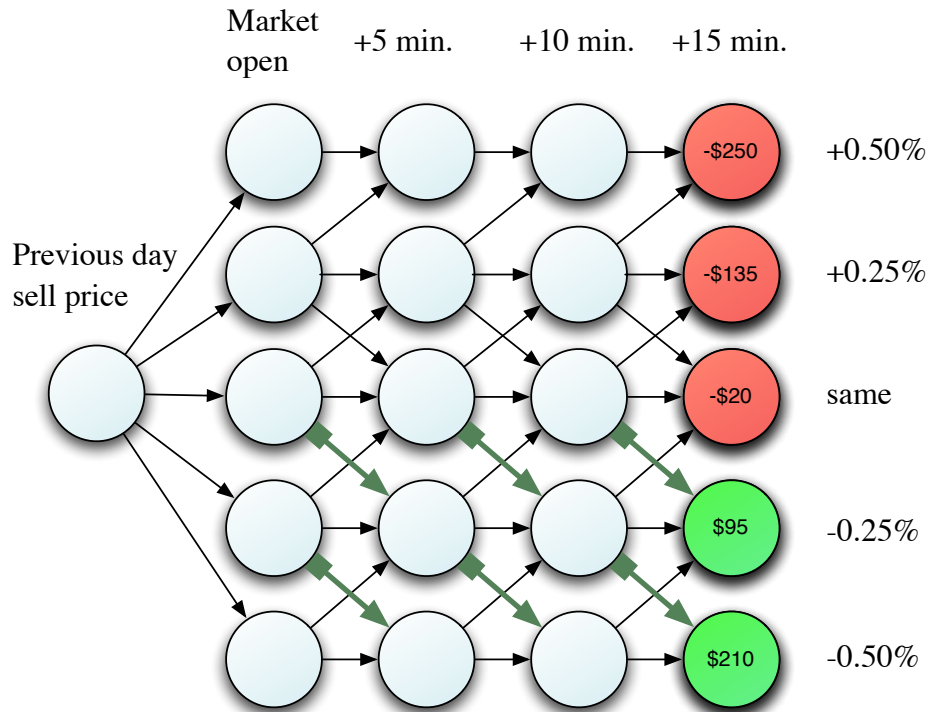 Market
open
+5 min.
+10 min.
+15 min.
-$250
+0.50%
Previous day
sell price
-$135
+0.25%
-$20
same
$95
-0.25%
$210
-0.50%